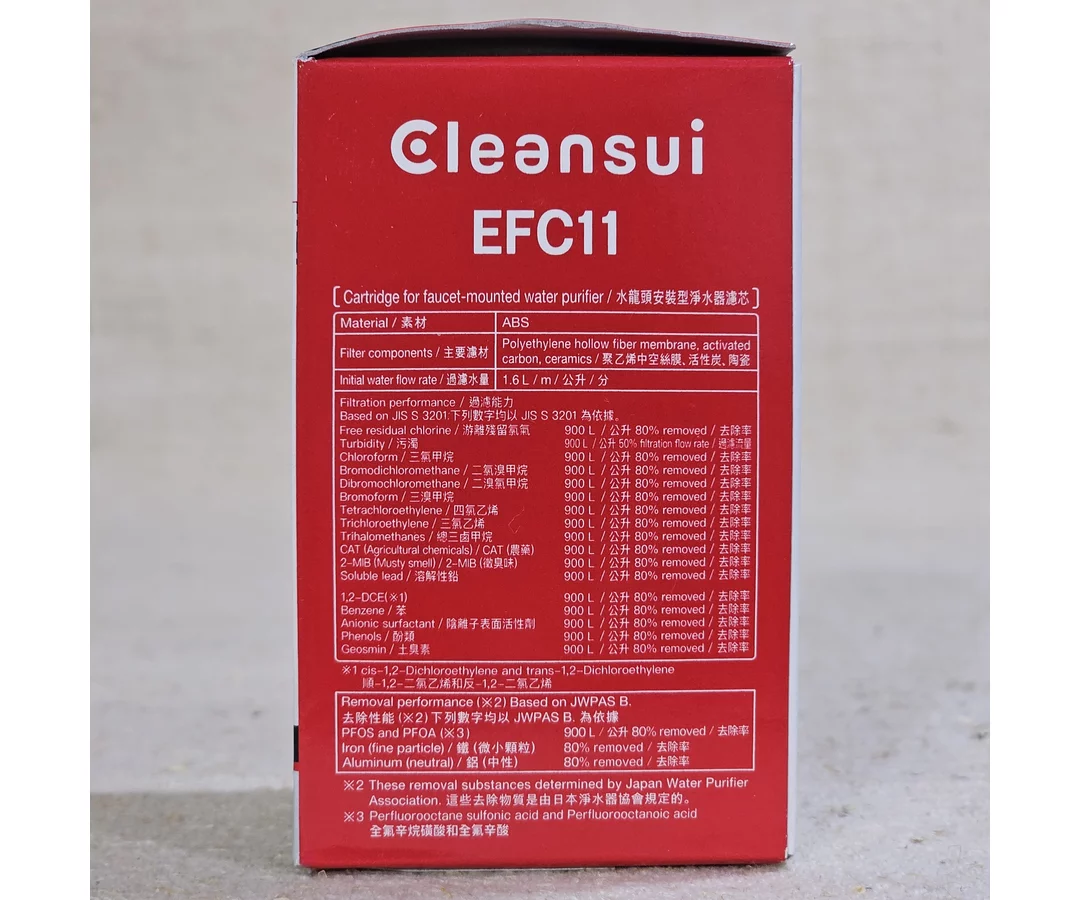 Cleansui
EFC11
Cartridge for faucet-mounted water purifier / 水龍頭安裝型淨水器濾芯
Material / 素材 ABS
Filter components / 主要濾材 Polyethylene hollow fiber membrane, activated carbon, ceramics / 聚乙烯中空絲膜、活性炭、陶瓷
Initial water flow rate / 過濾水量 1.6 L / m / 公升 / 分
Filtration performance / 過濾能力
Based on JIS S 3201.下列數字均以 JIS S 3201 為依據。
Free residual chlorine / 游離殘留氯氣 900 L / 公升 80% removed / 去除率
Turbidity / 污濁 900 L / 公升 50% filtration flow rate / 過濾流量
Chloroform / 三氯甲烷 900 L / 公升 80% removed / 去除率
Bromodichloromethane / 二氯溴甲烷 900 L / 公升 80% removed / 去除率
Dibromochloromethane / 二溴氯甲烷 900 L / 公升 80% removed / 去除率
Bromoform / 三溴甲烷 900 L / 公升 80% removed / 去除率
Tetrachloroethylene / 四氯乙烯 900 L / 公升 80% removed / 去除率
Trichloroethylene / 三氯乙烯 900 L / 公升 80% removed / 去除率
Trihalomethanes / 總三鹵甲烷 900 L / 公升 80% removed / 去除率
CAT (Agricultural chemicals) / CAT (農藥) 900 L / 公升 80% removed / 去除率
2-MIB (Musty smell) / 2-MIB (黴臭味) 900 L / 公升 80% removed / 去除率
Soluble lead / 溶解性鉛 900 L / 公升 80% removed / 去除率
1,2-DCE(※1) 900 L / 公升 80% removed / 去除率
Benzene / 苯 900 L / 公升 80% removed / 去除率
Anionic surfactant / 陰離子表面活性劑 900 L / 公升 80% removed / 去除率
Phenols / 酚類 900 L / 公升 80% removed / 去除率
Geosmin / 土臭素 900 L / 公升 80% removed / 去除率
※1 cis-1,2-Dichloroethylene and trans-1,2-Dichloroethylene
順-1,2-二氯乙烯和反-1,2-二氯乙烯
Removal performance (※2) Based on JWPAS B.
去除性能 (※2) 下列數字均以 JWPAS B. 為依據
PFOS and PFOA (※3) 900 L / 公升 80% removed / 去除率
Iron (fine particle) / 鐵 (微小顆粒) 80% removed / 去除率
Aluminum (neutral) / 鋁 (中性) 80% removed / 去除率
※2 These removal substances determined by Japan Water Purifier
Association. 這些去除物質是由日本淨水器協會規定的。
※3 Perfluorooctane sulfonic acid and Perfluorooctanoic acid
全氟辛烷磺酸和全氟辛酸